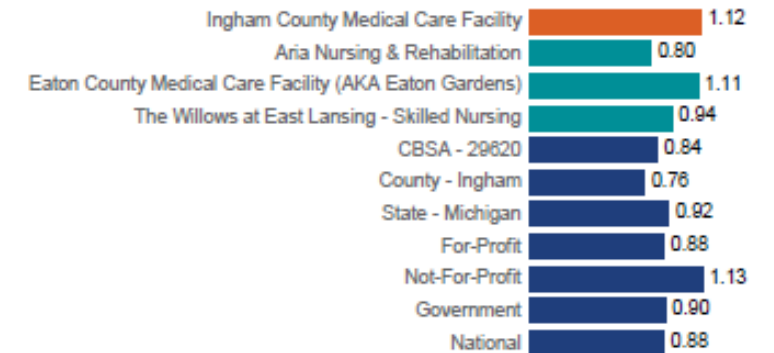 Ingham County Medical Care Facility 1.12
Aria Nursing & Rehabilitation 0.80
Eaton County Medical Care Facility (AKA Eaton Gardens) 1.11
The Willows at East Lansing - Skilled Nursing 0.94
CBSA - 29620 0.84
County - Ingham 0.76
State - Michigan 0.92
For-Profit 0.88
Not-For-Profit 1.13
Government 0.90
National 0.88